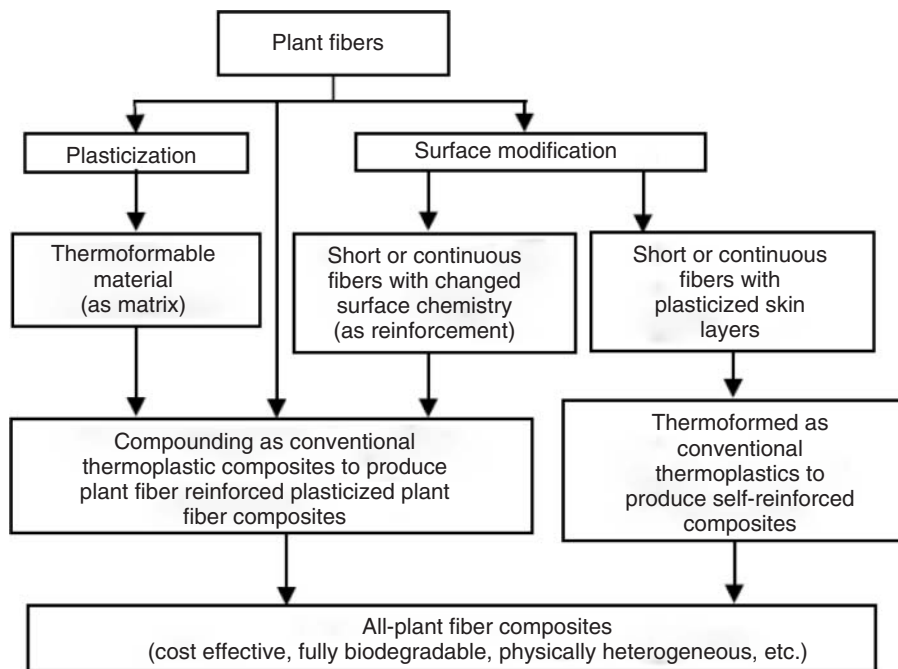 Plant fibers
Plasticization
Surface modification
Thermoformable
material
(as matrix)
Short or continuous
fibers with changed
surface chemistry
(as reinforcement)
Short or continuous
fibers with
plasticized skin
layers
Compounding as conventional
thermoplastic composites to produce
plant fiber reinforced plasticized plant
fiber composites
Thermoformed as
conventional
thermoplastics to
produce self-reinforced
composites
All-plant fiber composites
(cost effective, fully biodegradable, physically heterogeneous, etc.)